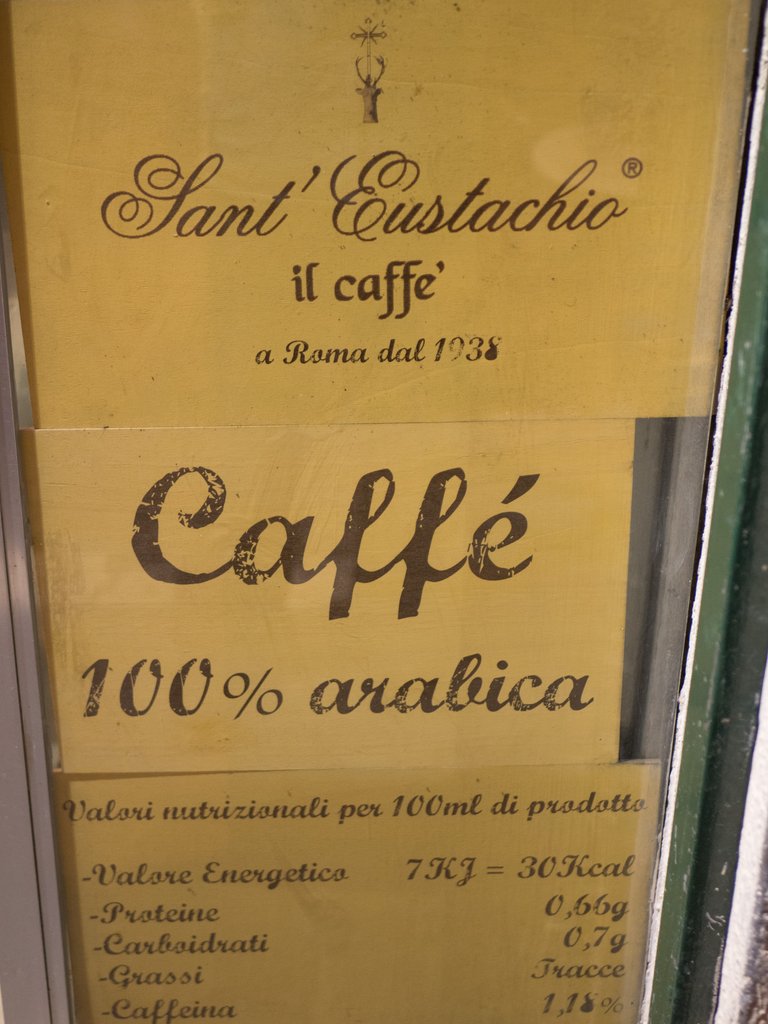 Sant' Eustachio®
il caffe'
a Roma dal 1938
Caffé
100% arabica
Valori nutrizionali per 100ml di prodotto
-Valore Energetico 7KJ = 30Kcal
-Proteine 0,66g
-Carboidrati 0,7g
-Grassi Tracce
-Caffeina 1,18%